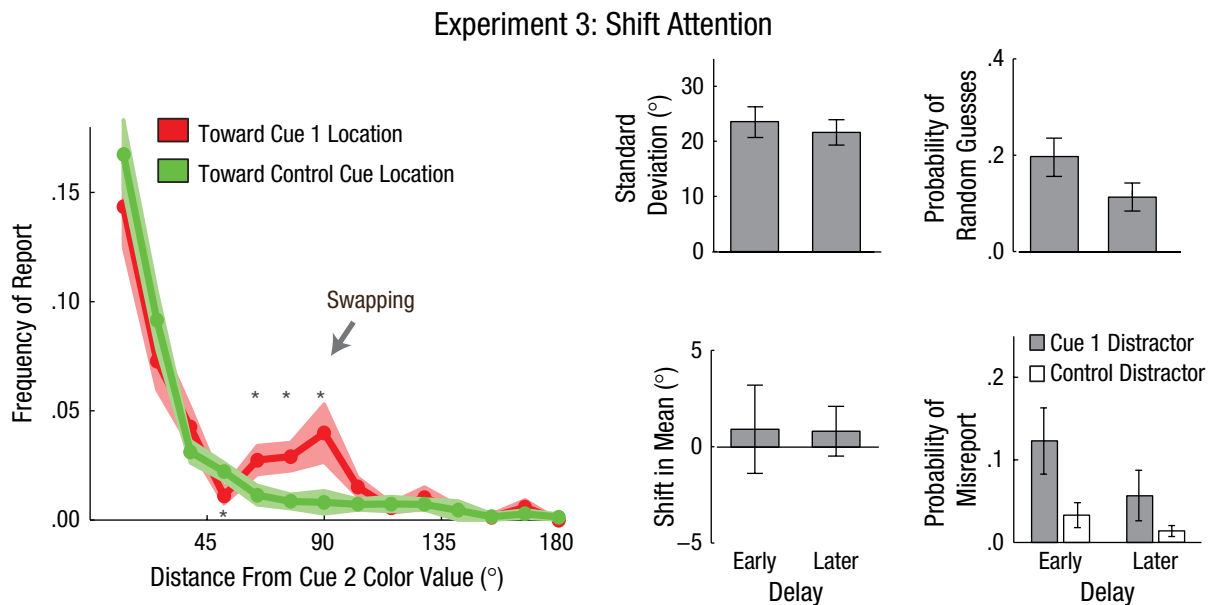 Experiment 3: Shift Attention
Frequency of Report
.15
.10
.05
.00
Toward Cue 1 Location
Toward Control Cue Location
Swapping
*
*
*
*
45
90
135
180
Distance From Cue 2 Color Value (°)
Standard
Deviation (°)
30
20
10
0
Probability of
Random Guesses
.4
.2
.0
Shift in Mean (°)
5
0
−5
Early
Later
Delay
Probability of
Misreport
.2
.1
.0
Cue 1 Distractor
Control Distractor
Early
Later
Delay